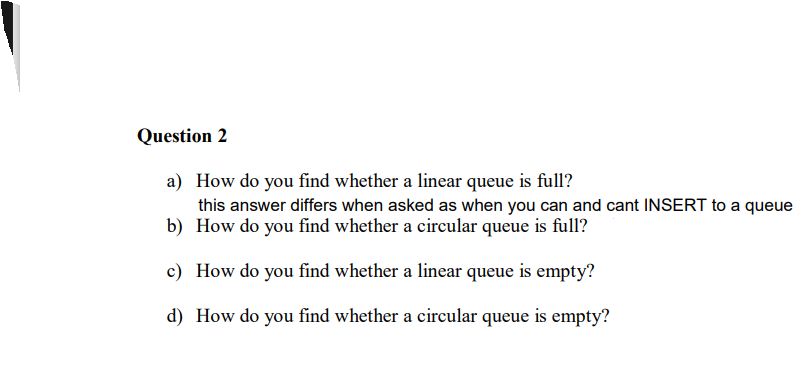 Question 2
a) How do you find whether a linear queue is full?
this answer differs when asked as when you can and cant INSERT to a queue
b) How do you find whether a circular queue is full?
c) How do you find whether a linear queue is empty?
d) How do you find whether a circular queue is empty?